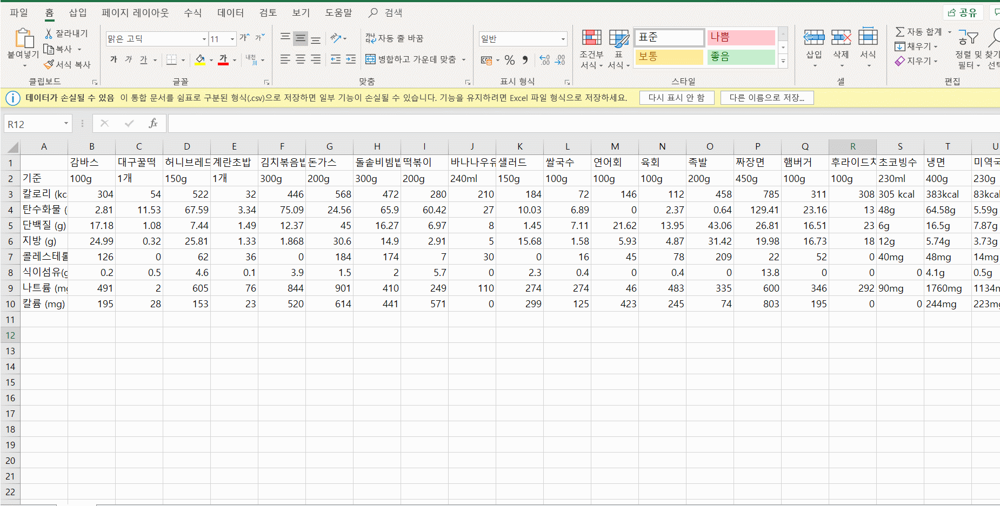 파일 홈 삽입 페이지 레이아웃 수식 데이터 검토 보기 도움말 검색 공유
붙여넣기 잘라내기 복사 서식 복사 클립보드
맑은 고딕 11 가 가 가 가 가 가 내천 글꼴
자동 줄 바꿈 병합하고 가운데 맞춤 맞춤
일반 % 표시 형식
조건부 서식 표 서식 표준 나쁨 보통 좋음 스타일
삽입 삭제 서식 셀
자동 합계 채우기 지우기 정렬 및 필터 편집
데이터가 손실될 수 있음 이 통합 문서를 쉼표로 구분된 형식(.csv)으로 저장하면 일부 기능이 손실될 수 있습니다. 기능을 유지하려면 Excel 파일 형식으로 저장하세요. 다시 표시 안 함 다른 이름으로 저장...
R12 fx
A B C D E F G H I J K L M N O P Q R S T U
1 감바스 대구꿀떡 허니브레드 계란초밥 김치볶음밥 돈가스 돌솥비빔밥 떡볶이 바나나우유 샐러드 쌀국수 연어회 육회 족발 짜장면 햄버거 후라이드치 초코빙수 냉면 미역국
2 기준 100g 1개 150g 1개 300g 200g 300g 200g 240ml 150g 100g 100g 100g 200g 450g 100g 100g 230ml 400g 230g
3 칼로리 (kc 304 54 522 32 446 568 472 280 210 184 72 146 112 458 785 311 308 305 kcal 383kcal 83kcal
4 탄수화물 ( 2.81 11.53 67.59 3.34 75.09 24.56 65.9 60.42 27 10.03 6.89 0 2.37 0.64 129.41 23.16 13 48g 64.58g 5.59g
5 단백질 (g) 17.18 1.08 7.44 1.49 12.37 45 16.27 6.97 8 1.45 7.11 21.62 13.95 43.06 26.81 16.51 23 6g 16.5g 7.87g
6 지방 (g) 24.99 0.32 25.81 1.33 1.868 30.6 14.9 2.91 5 15.68 1.58 5.93 4.87 31.42 19.98 16.73 18 12g 5.74g 3.73g
7 콜레스테롤 126 0 62 36 0 184 174 7 30 0 16 45 78 209 22 52 0 40mg 48mg 14mg
8 식이섬유(g 0.2 0.5 4.6 0.1 3.9 1.5 2 5.7 0 2.3 0.4 0 0.4 0 13.8 0 0 0 4.1g 0.5g
9 나트륨 (mg 491 2 605 76 844 901 410 249 110 274 274 46 483 335 600 346 292 90mg 1760mg 1134m
10 칼륨 (mg) 195 28 153 23 520 614 441 571 0 299 125 423 245 74 803 195 0 0 244mg 223mg
11
12
13
14
15
16
17
18
19
20
21
22